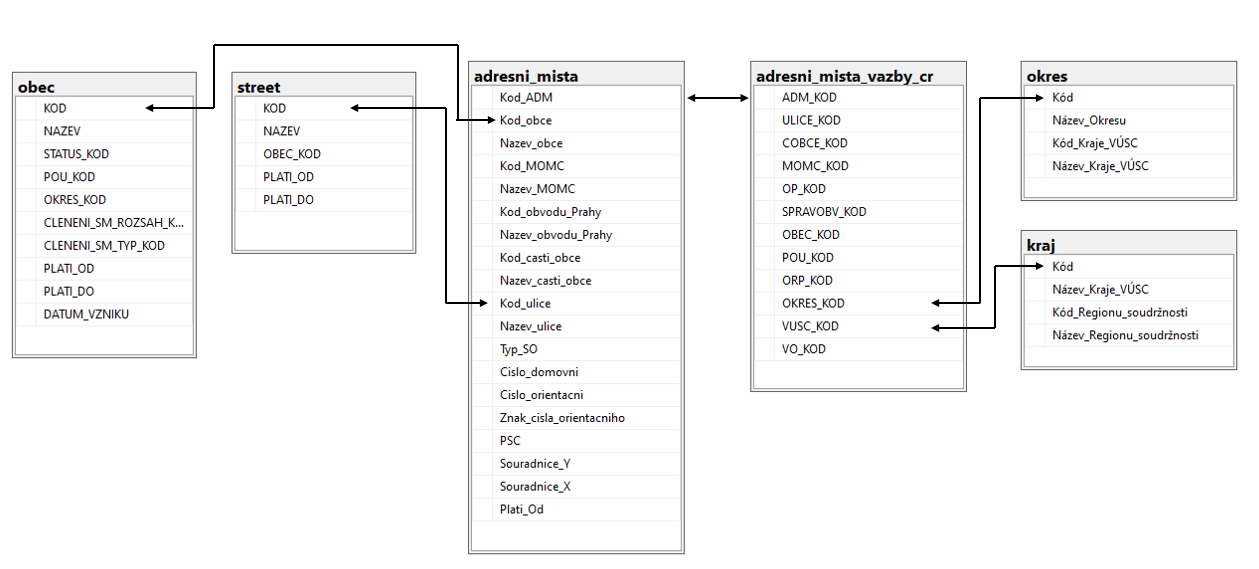 obec
KOD
NAZEV
STATUS_KOD
POU_KOD
OKRES_KOD
CLENENI_SM_ROZSAH_K...
CLENENI_SM_TYP_KOD
PLATI_OD
PLATI_DO
DATUM_VZNIKU
street
KOD
NAZEV
OBEC_KOD
PLATI_OD
PLATI_DO
adresni_mista
Kod_ADM
Kod_obce
Nazev_obce
Kod_MOMC
Nazev_MOMC
Kod_obvodu_Prahy
Nazev_obvodu_Prahy
Kod_casti_obce
Nazev_casti_obce
Kod_ulice
Nazev_ulice
Typ_SO
Cislo_domovni
Cislo_orientacni
Znak_cisla_orientacniho
PSC
Souradnice_Y
Souradnice_X
Plati_Od
adresni_mista_vazby_cr
ADM_KOD
ULICE_KOD
COBCE_KOD
MOMC_KOD
OP_KOD
SPRAVOBV_KOD
OBEC_KOD
POU_KOD
ORP_KOD
OKRES_KOD
VUSC_KOD
VO_KOD
okres
Kód
Název_Okresu
Kód_Kraje_VÚSC
Název_Kraje_VÚSC
kraj
Kód
Název_Kraje_VÚSC
Kód_Regionu_soudržnosti
Název_Regionu_soudržnosti